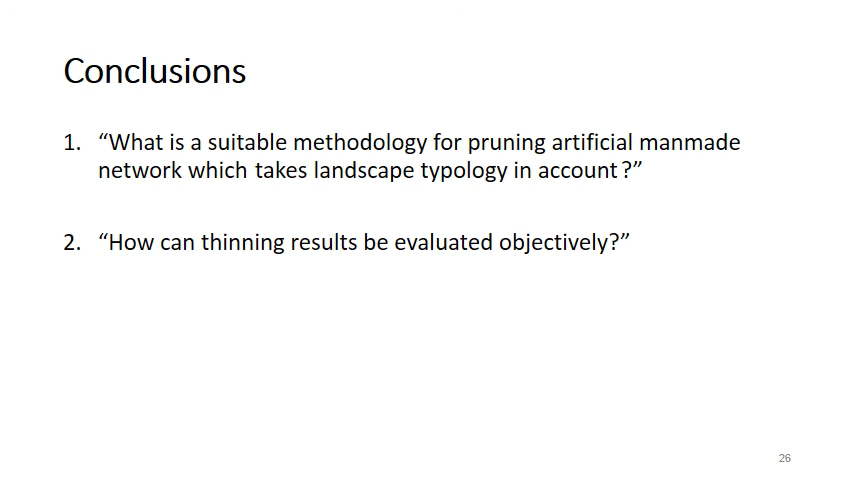 Conclusions
1. “What is a suitable methodology for pruning artificial manmade
network which takes landscape typology in account?”
2. “How can thinning results be evaluated objectively?”
26